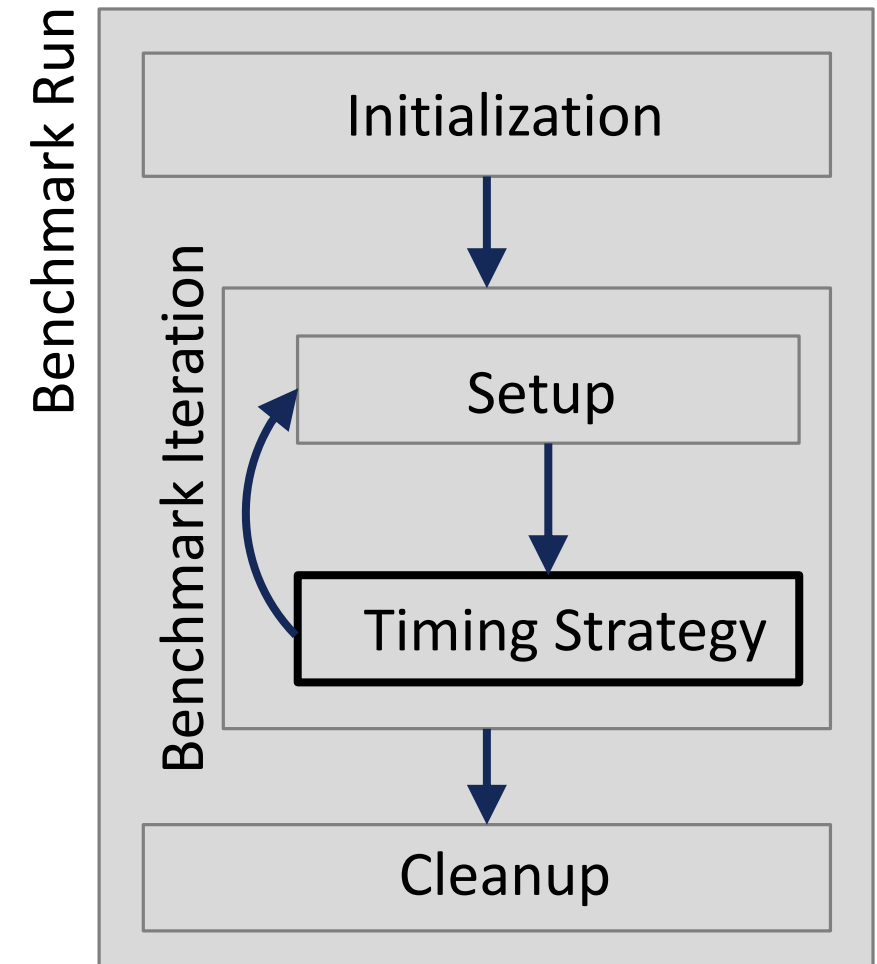 Benchmark Run
Initialization
Benchmark Iteration
Setup
Timing Strategy
Cleanup